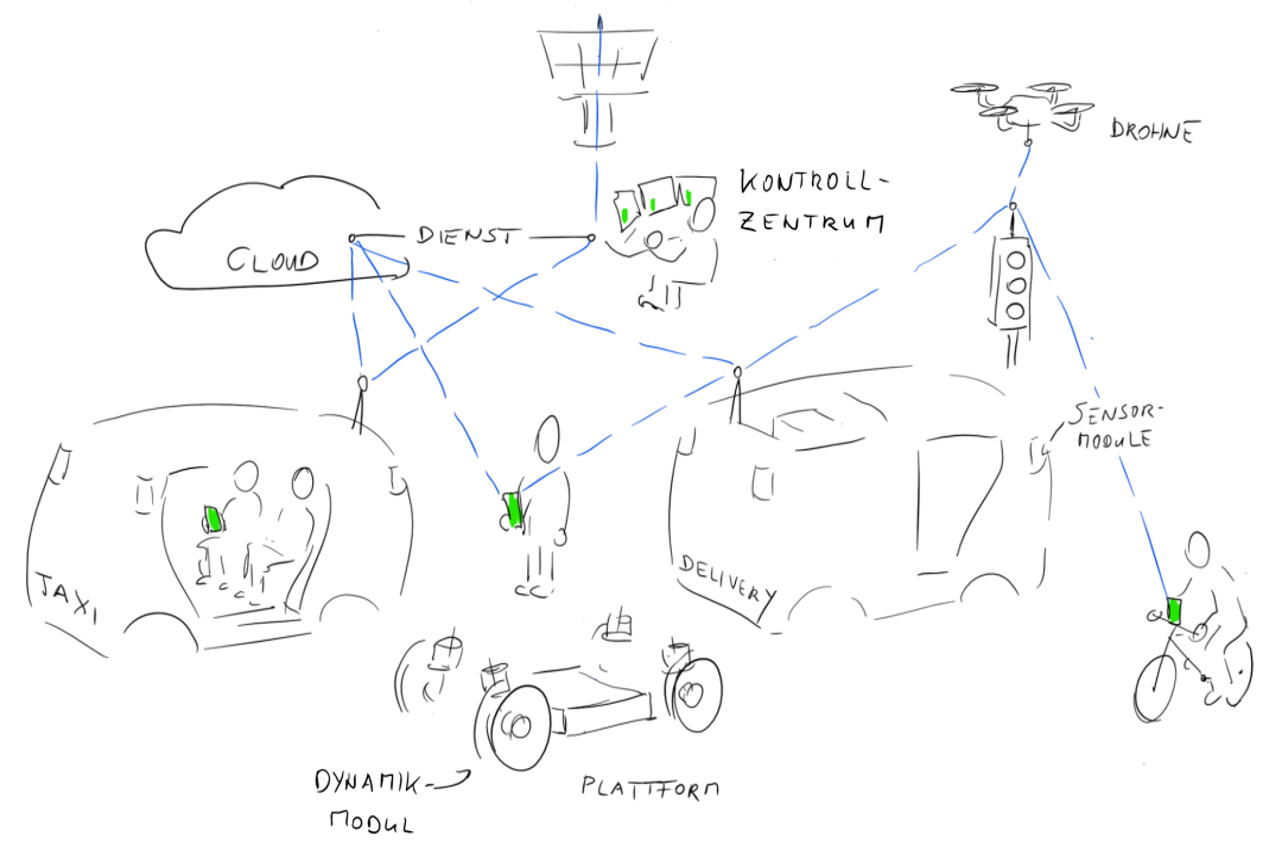 DROHNE
KONTROLL-
ZENTRUM
DIENST
CLOUD
SENSOR-
MODULE
DELIVERY
TAXI
DYNAMIK-
MODUL
PLATTFORM